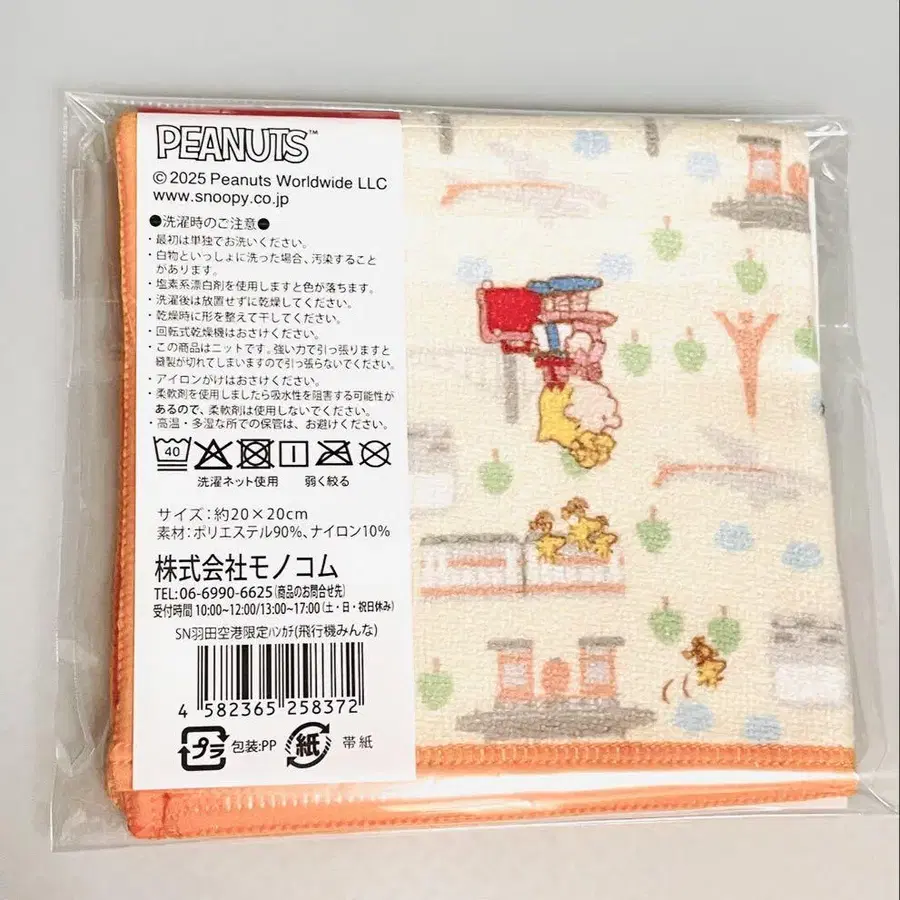 PEANUTS™
© 2025 Peanuts Worldwide LLC
www.snoopy.co.jp
●洗濯時のご注意●
・最初は単独でお洗いください。
・白物といっしょに洗った場合、汚染すること
があります。
・塩素系漂白剤を使用しますと色が落ちます。
・洗濯後は放置せずに乾燥してください。
・乾燥時に形を整えて干してください。
・回転式乾燥機はおさけください。
・この商品はニットです。強い力で引っ張りますと
縫製が切れてしまいますので引っ張らないでください。
・アイロンがけはおさけください。
・柔軟剤を使用しましたら吸水性を阻害する可能性が
あるので、柔軟剤は使用しないでください。
・高温・多湿な所での保管は、お避けください。
40
洗濯ネット使用 弱く絞る
サイズ:約20×20cm
素材:ポリエステル90%、ナイロン10%
株式会社モノコム
TEL:06-6990-6625(商品のお問合せ先)
受付時間 10:00~12:00/13:00~17:00(土・日・祝日休み)
SN羽田空港限定ハンカチ(飛行機みんな)
4 582365 258372
プラ 包装:PP 紙 帯紙